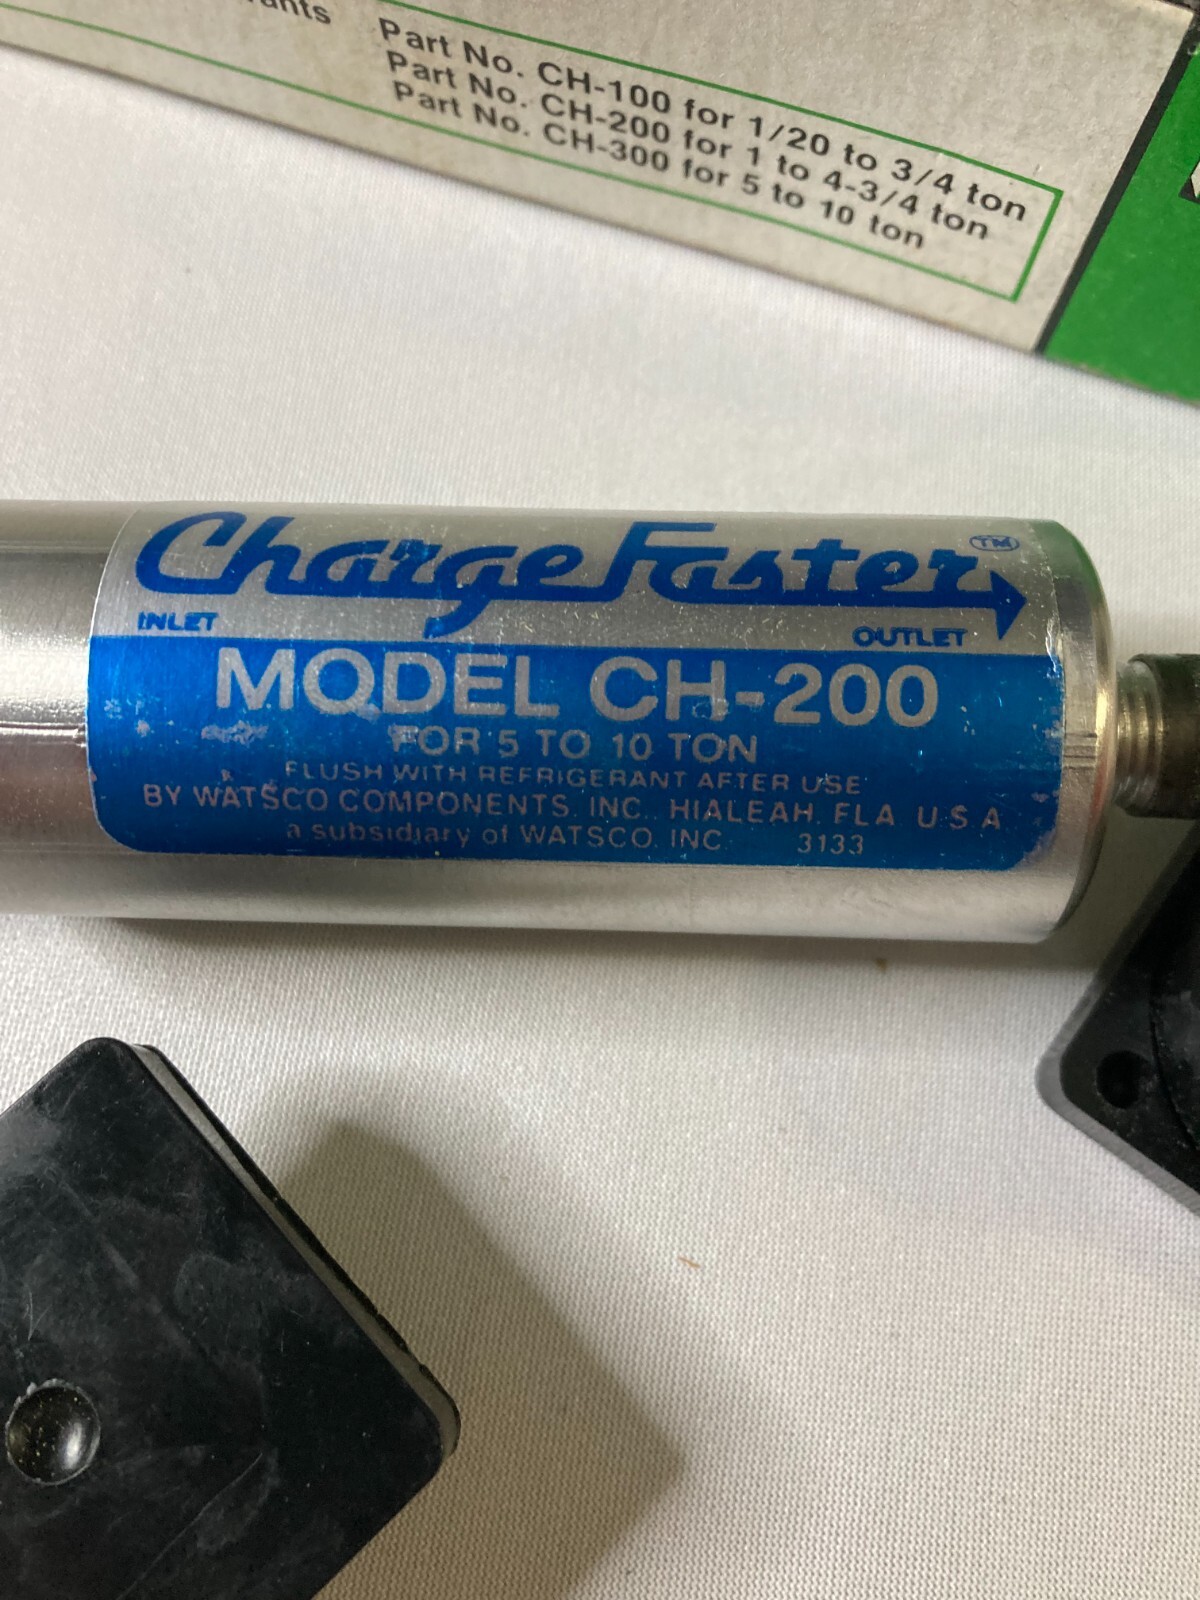 Part No. CH-100 for 1/20 to 3/4 ton
Part No. CH-200 for 1 to 4-3/4 ton
Part No. CH-300 for 5 to 10 ton
ChargeFaster TM
INLET OUTLET
MODEL CH-200
FOR 5 TO 10 TON
FLUSH WITH REFRIGERANT AFTER USE
BY WATSCO COMPONENTS, INC. HIALEAH, FLA U S A
a subsidiary of WATSCO, INC. 3133